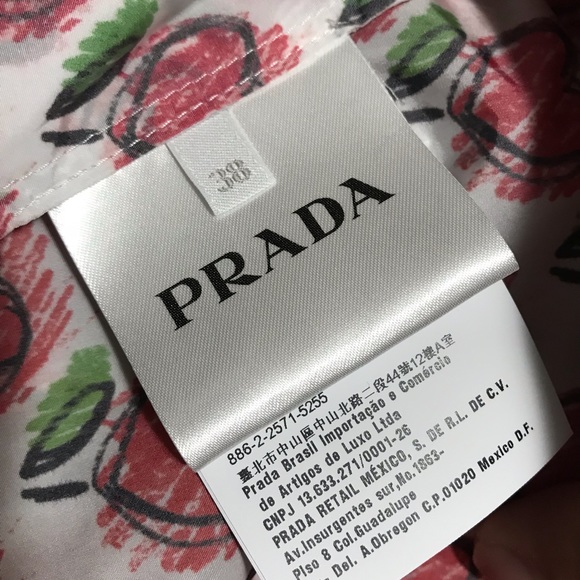 38
PRADA
886-2-2571-5255
臺北市中山區中山北路二段44號12樓A室
Prada Brasil Importação e Comércio
de Artigos de Luxo Ltda
CNPJ 13.633.271/0001-26
PRADA RETAIL MÉXICO, S. DE R.L. DE C.V.
Av.Insurgentes sur,No.1863-
Piso 8 Col.Guadalupe
Del. A.Obregon C.P.01020 Mexico D.F.